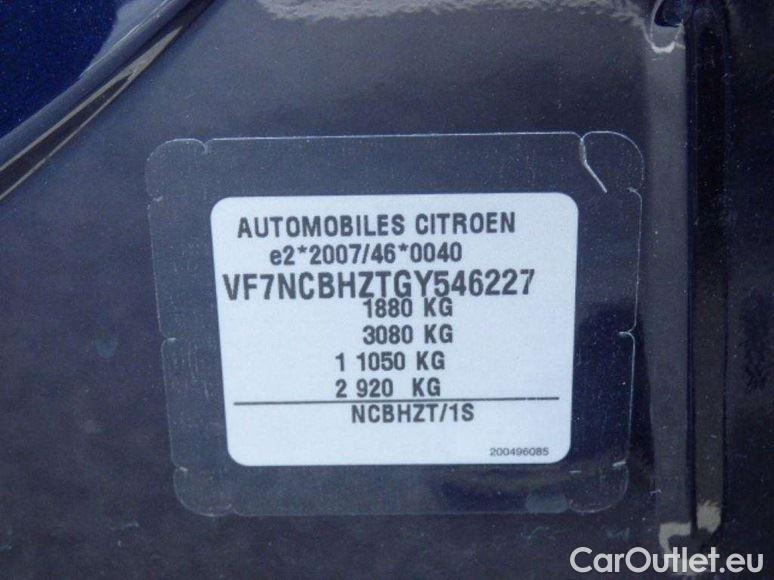 AUTOMOBILES CITROEN
e2*2007/46*0040
VF7NCBHZTGY546227
1880 KG
3080 KG
1 1050 KG
2 920 KG
NCBHZT/1S
200496085
CarOutlet.eu